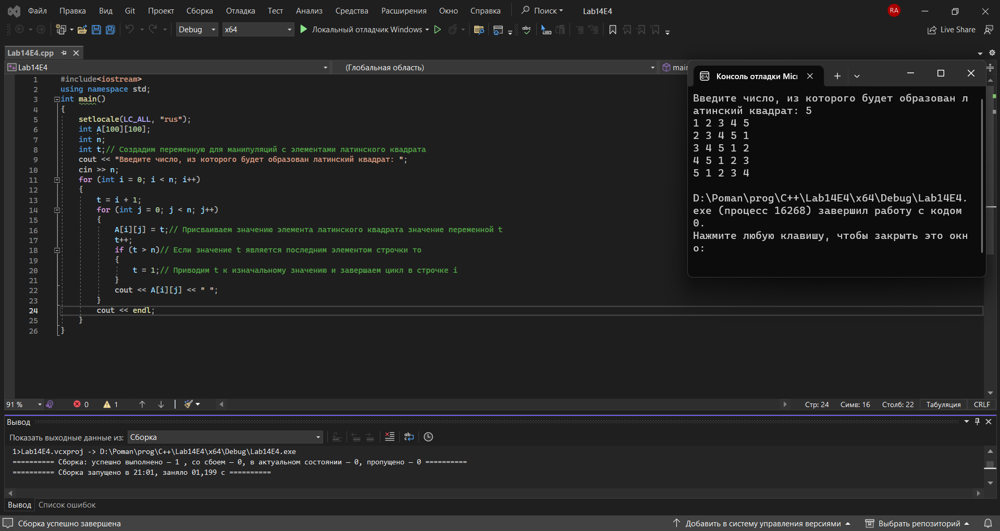 Файл Правка Вид Git Проект Сборка Отладка Тест Анализ Средства Расширения Окно Справка Поиск Lab14E4 RA
Debug x64 Локальный отладчик Windows Live Share
Lab14E4.cpp
Lab14E4 (Глобальная область) main
1 #include<iostream>
2 using namespace std;
3 int main()
4 {
5 setlocale(LC_ALL, "rus");
6 int A[100][100];
7 int n;
8 int t;// Создадим переменную для манипуляций с элементами латинского квадрата
9 cout << "Введите число, из которого будет образован латинский квадрат: ";
10 cin >> n;
11 for (int i = 0; i < n; i++)
12 {
13 t = i + 1;
14 for (int j = 0; j < n; j++)
15 {
16 A[i][j] = t;// Присваиваем значению элемента латинского квадрата значение переменной t
17 t++;
18 if (t > n)// Если значение t является последним элементом строчки то
19 {
20 t = 1;// Приводим t к изначальному значению и завершаем цикл в строчке i
21 }
22 cout << A[i][j] << " ";
23 }
24 cout << endl;
25 }
26 }
Консоль отладки Micr
Введите число, из которого будет образован л
атинский квадрат: 5
1 2 3 4 5
2 3 4 5 1
3 4 5 1 2
4 5 1 2 3
5 1 2 3 4
D:\Poman\prog\C++\Lab14E4\x64\Debug\Lab14E4.
exe (процесс 16268) завершил работу с кодом
0.
Нажмите любую клавишу, чтобы закрыть это окн
о:
91 % 0 1 Стр: 24 Симв: 16 Столб: 22 Табуляция CRLF
Вывод
Показать выходные данные из: Сборка
1>Lab14E4.vcxproj -> D:\Poman\prog\C++\Lab14E4\x64\Debug\Lab14E4.exe
========== Сборка: успешно выполнено — 1 , со сбоем — 0, в актуальном состоянии — 0, пропущено — 0 ==========
========== Сборка запущено в 21:01, заняло 01,199 с ==========
Вывод Список ошибок
Сборка успешно завершена Добавить в систему управления версиями Выбрать репозиторий